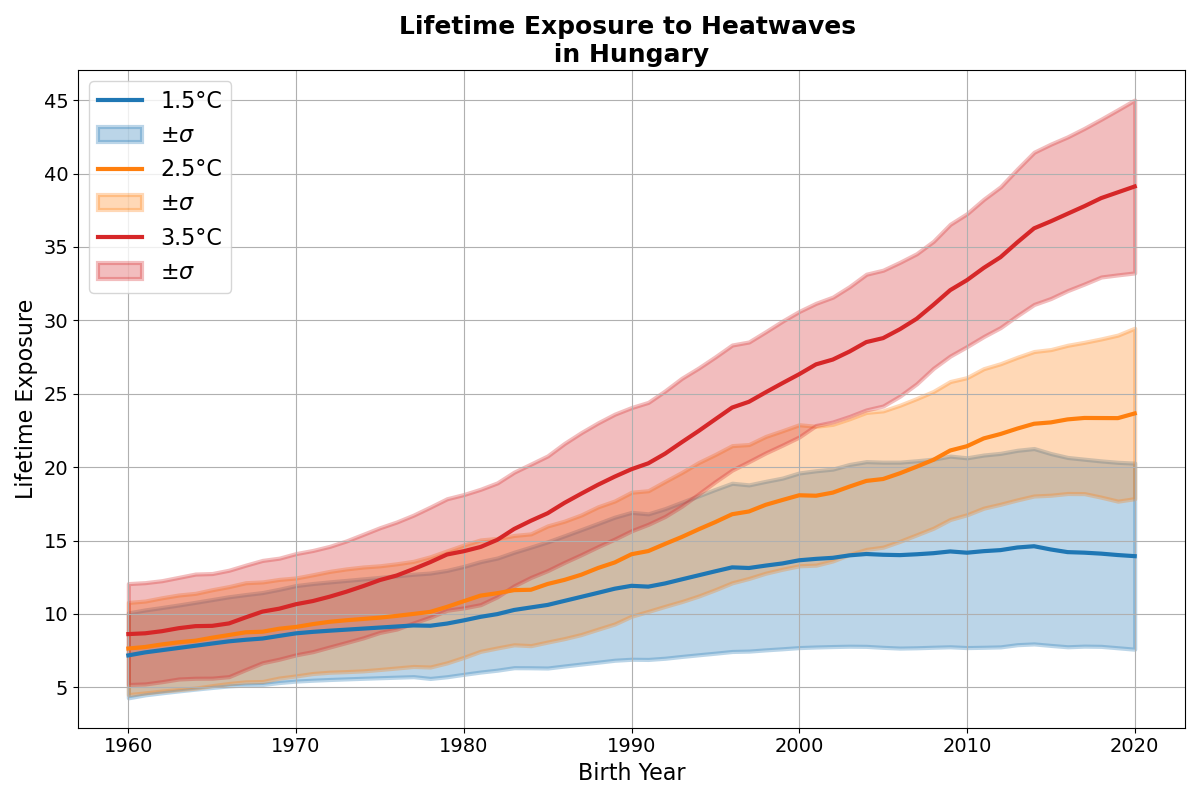 Lifetime Exposure to Heatwaves
in Hungary
1.5°C
±σ
2.5°C
±σ
3.5°C
±σ
Lifetime Exposure
45
40
35
30
25
20
15
10
5
1960 1970 1980 1990 2000 2010 2020
Birth Year